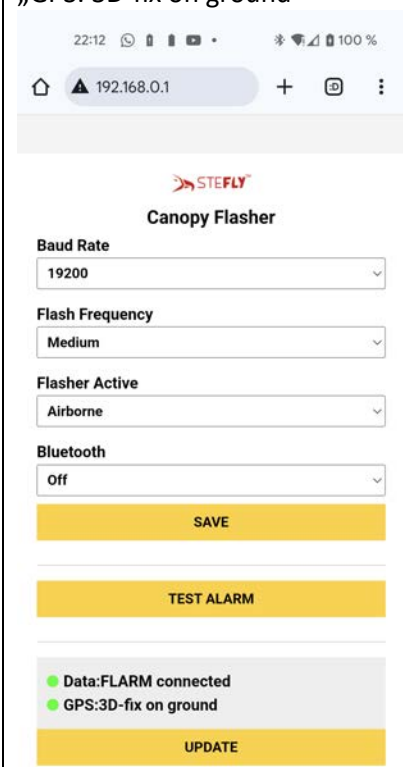 „GPS: 3D-fix on ground“
22:12 100 %
192.168.0.1
STEFLY
Canopy Flasher
Baud Rate
19200
Flash Frequency
Medium
Flasher Active
Airborne
Bluetooth
Off
SAVE
TEST ALARM
Data:FLARM connected
GPS:3D-fix on ground
UPDATE